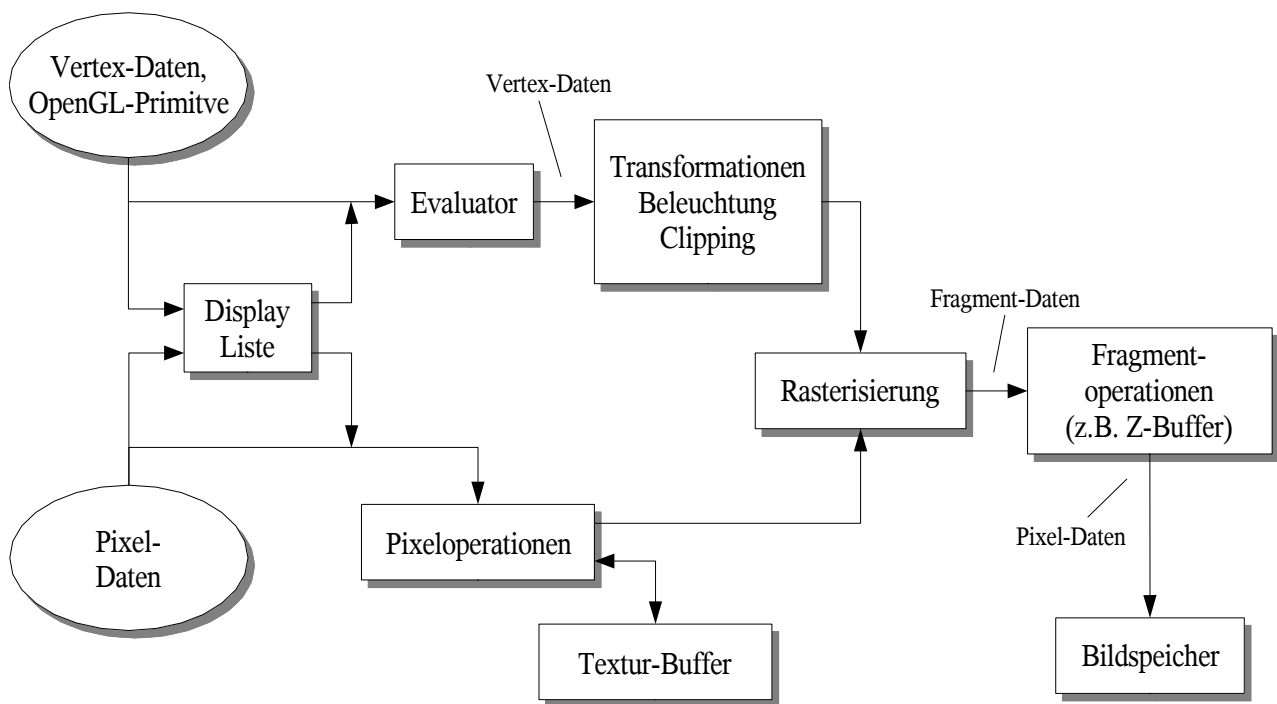 Vertex-Daten,
OpenGL-Primitve
Vertex-Daten
Evaluator
Transformationen
Beleuchtung
Clipping
Display
Liste
Fragment-Daten
Rasterisierung
Fragment-
operationen
(z.B. Z-Buffer)
Pixel-
Daten
Pixeloperationen
Pixel-Daten
Textur-Buffer
Bildspeicher